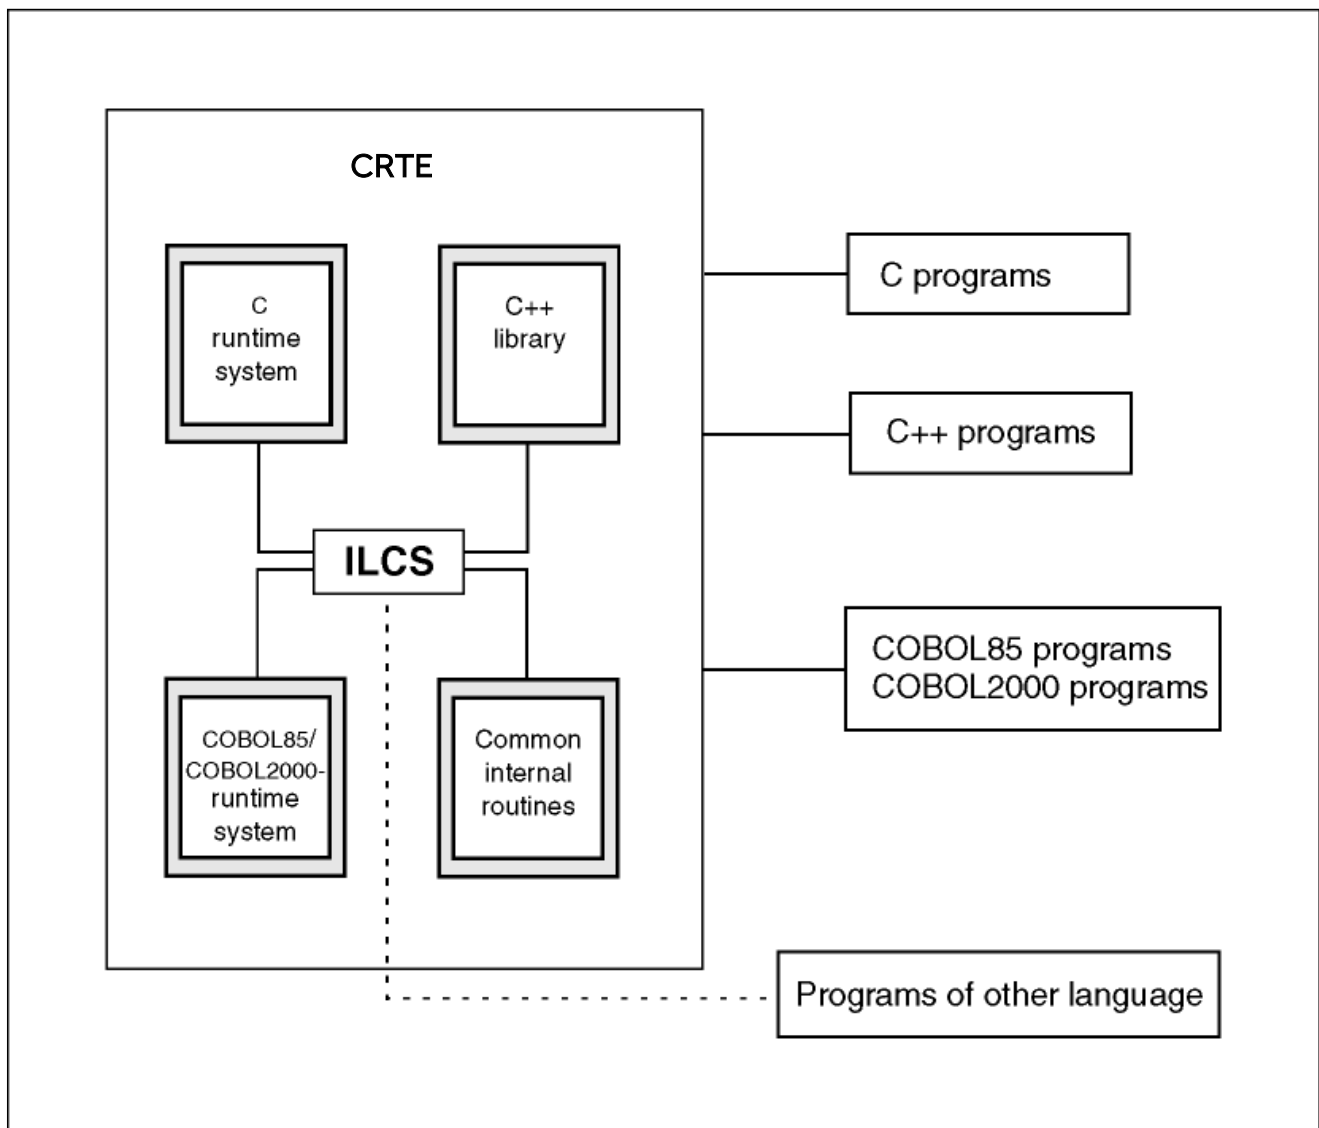 CRTE
C
runtime
system
C++
library
C programs
C++ programs
ILCS
COBOL85 programs
COBOL2000 programs
COBOL85/
COBOL2000-
runtime
system
Common
internal
routines
Programs of other language